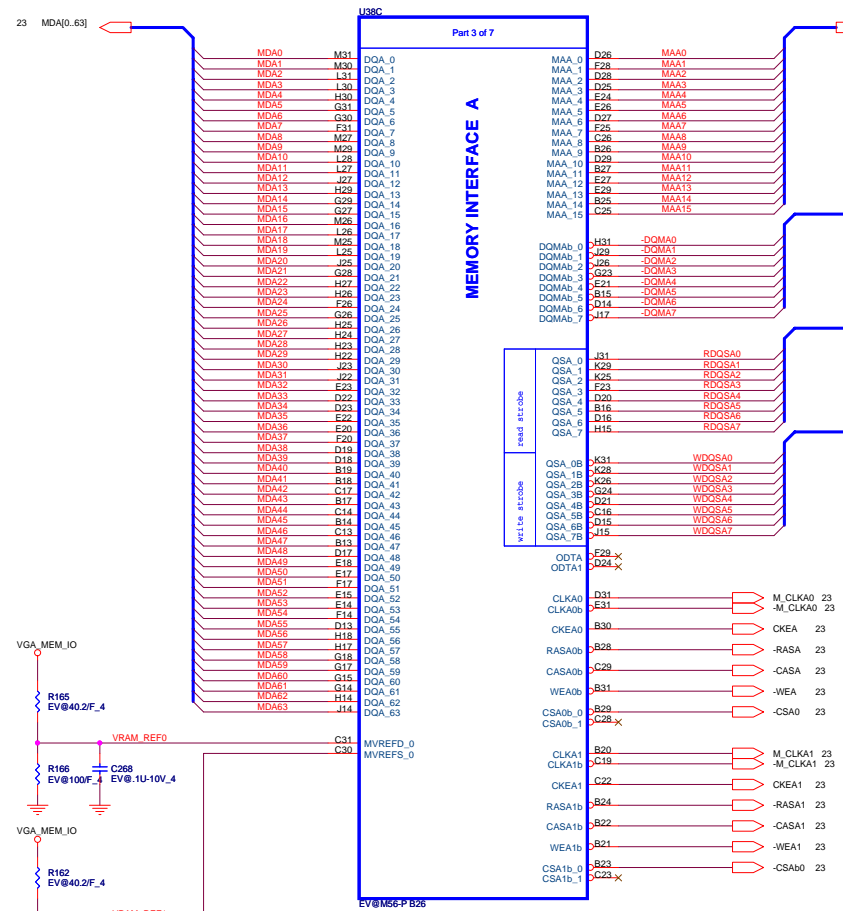 U38C
23 MDA[0..63]
Part 3 of 7
MEMORY INTERFACE A
MDA0 M31 DQA_0
MDA1 M30 DQA_1
MDA2 L31 DQA_2
MDA3 L30 DQA_3
MDA4 H30 DQA_4
MDA5 G31 DQA_5
MDA6 G30 DQA_6
MDA7 F31 DQA_7
MDA8 M27 DQA_8
MDA9 M29 DQA_9
MDA10 L28 DQA_10
MDA11 L27 DQA_11
MDA12 J27 DQA_12
MDA13 H29 DQA_13
MDA14 G29 DQA_14
MDA15 G27 DQA_15
MDA16 M26 DQA_16
MDA17 L26 DQA_17
MDA18 M25 DQA_18
MDA19 L25 DQA_19
MDA20 J25 DQA_20
MDA21 G28 DQA_21
MDA22 H27 DQA_22
MDA23 H26 DQA_23
MDA24 F26 DQA_24
MDA25 G26 DQA_25
MDA26 H25 DQA_26
MDA27 H24 DQA_27
MDA28 H23 DQA_28
MDA29 H22 DQA_29
MDA30 J23 DQA_30
MDA31 J22 DQA_31
MDA32 E23 DQA_32
MDA33 D22 DQA_33
MDA34 D23 DQA_34
MDA35 E22 DQA_35
MDA36 E20 DQA_36
MDA37 F20 DQA_37
MDA38 D19 DQA_38
MDA39 D18 DQA_39
MDA40 B19 DQA_40
MDA41 B18 DQA_41
MDA42 C17 DQA_42
MDA43 B17 DQA_43
MDA44 C14 DQA_44
MDA45 B14 DQA_45
MDA46 C13 DQA_46
MDA47 B13 DQA_47
MDA48 D17 DQA_48
MDA49 E18 DQA_49
MDA50 E17 DQA_50
MDA51 F17 DQA_51
MDA52 E15 DQA_52
MDA53 E14 DQA_53
MDA54 F14 DQA_54
MDA55 D13 DQA_55
MDA56 H18 DQA_56
MDA57 H17 DQA_57
MDA58 G18 DQA_58
MDA59 G17 DQA_59
MDA60 G15 DQA_60
MDA61 G14 DQA_61
MDA62 H14 DQA_62
MDA63 J14 DQA_63
VRAM_REF0 C31 MVREFD_0
C30 MVREFS_0
MAA_0 D26 MAA0
MAA_1 F28 MAA1
MAA_2 D28 MAA2
MAA_3 D25 MAA3
MAA_4 E24 MAA4
MAA_5 E26 MAA5
MAA_6 D27 MAA6
MAA_7 F25 MAA7
MAA_8 C26 MAA8
MAA_9 B26 MAA9
MAA_10 D29 MAA10
MAA_11 B27 MAA11
MAA_12 E27 MAA12
MAA_13 E29 MAA13
MAA_14 B25 MAA14
MAA_15 C25 MAA15
DQMAb_0 H31 -DQMA0
DQMAb_1 J29 -DQMA1
DQMAb_2 J26 -DQMA2
DQMAb_3 G23 -DQMA3
DQMAb_4 E21 -DQMA4
DQMAb_5 B15 -DQMA5
DQMAb_6 D14 -DQMA6
DQMAb_7 J17 -DQMA7
read strobe
QSA_0 J31 RDQSA0
QSA_1 K29 RDQSA1
QSA_2 K25 RDQSA2
QSA_3 F23 RDQSA3
QSA_4 D20 RDQSA4
QSA_5 B16 RDQSA5
QSA_6 D16 RDQSA6
QSA_7 H15 RDQSA7
write strobe
QSA_0B K31 WDQSA0
QSA_1B K28 WDQSA1
QSA_2B K26 WDQSA2
QSA_3B G24 WDQSA3
QSA_4B D21 WDQSA4
QSA_5B C16 WDQSA5
QSA_6B D15 WDQSA6
QSA_7B J15 WDQSA7
ODTA F29
ODTA1 D24
CLKA0 D31 M_CLKA0 23
CLKA0b E31 -M_CLKA0 23
CKEA0 B30 CKEA 23
RASA0b B28 -RASA 23
CASA0b C29 -CASA 23
WEA0b B31 -WEA 23
CSA0b_0 B29 -CSA0 23
CSA0b_1 C28
CLKA1 B20 M_CLKA1 23
CLKA1b C19 -M_CLKA1 23
CKEA1 C22 CKEA1 23
RASA1b B24 -RASA1 23
CASA1b B22 -CASA1 23
WEA1b B21 -WEA1 23
CSA1b_0 B23 -CSAb0 23
CSA1b_1 C23
VGA_MEM_IO
R165
EV@40.2/F_4
R166
EV@100/F_4
C268
EV@.1U-10V_4
VGA_MEM_IO
R162
EV@40.2/F_4
EV@M56-P B26